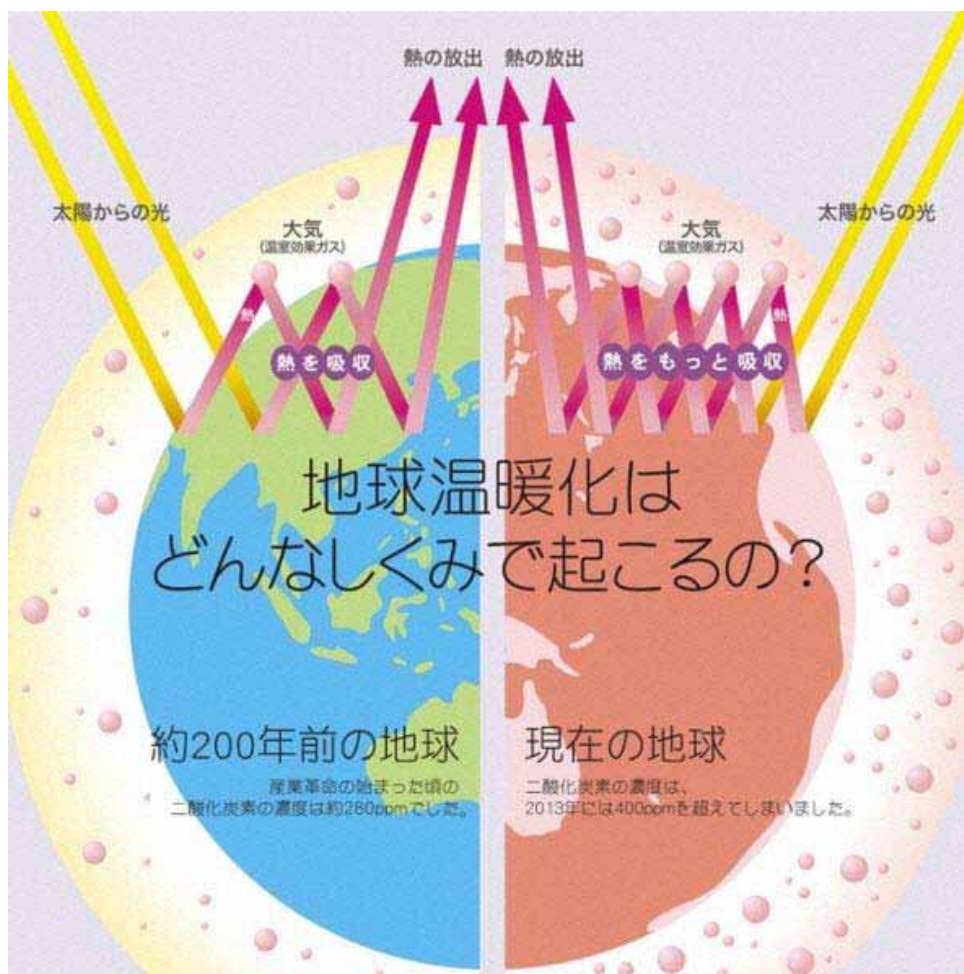 熱の放出 熱の放出
太陽からの光
大気
(温室効果ガス)
大気
(温室効果ガス)
太陽からの光
熱
熱
熱を吸収
熱をもっと吸収
地球温暖化は
どんなしくみで起こるの？
約200年前の地球
産業革命の始まった頃の
二酸化炭素の濃度は約280ppmでした。
現在の地球
二酸化炭素の濃度は、
2013年には400ppmを超えてしまいました。